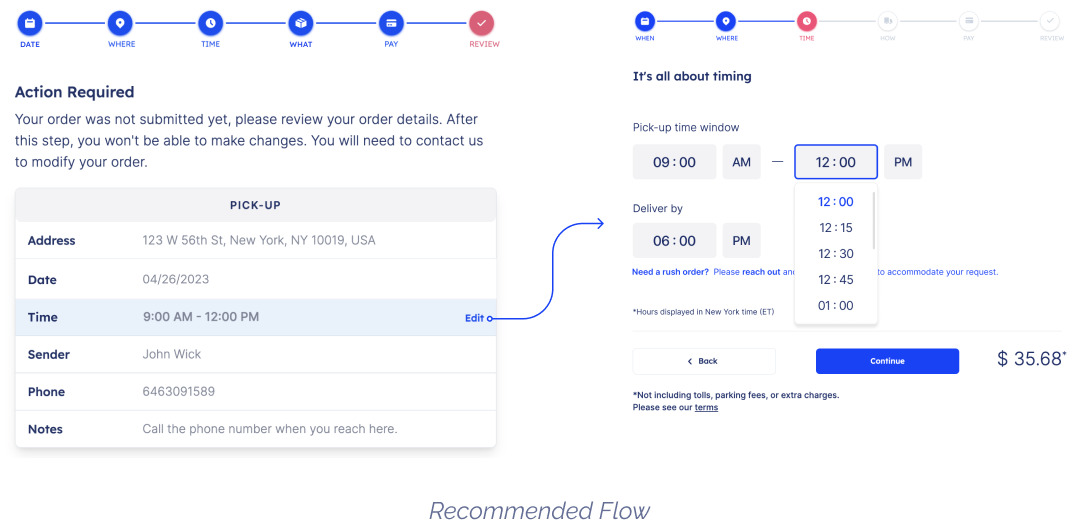 DATE WHERE TIME WHAT PAY REVIEW
Action Required
Your order was not submitted yet, please review your order details. After
this step, you won't be able to make changes. You will need to contact us
to modify your order.
PICK-UP
Address 123 W 56th St, New York, NY 10019, USA
Date 04/26/2023
Time 9:00 AM - 12:00 PM Edit
Sender John Wick
Phone 6463091589
Notes Call the phone number when you reach here.
WHEN WHERE TIME HOW PAY REVIEW
It's all about timing
Pick-up time window
09 : 00 AM — 12 : 00 PM
12 : 00
12 : 15
12 : 30
12 : 45
01 : 00
Deliver by
06 : 00 PM
Need a rush order? Please reach out and to accommodate your request.
*Hours displayed in New York time (ET)
Back Continue $ 35.68*
*Not including tolls, parking fees, or extra charges.
Please see our terms
Recommended Flow